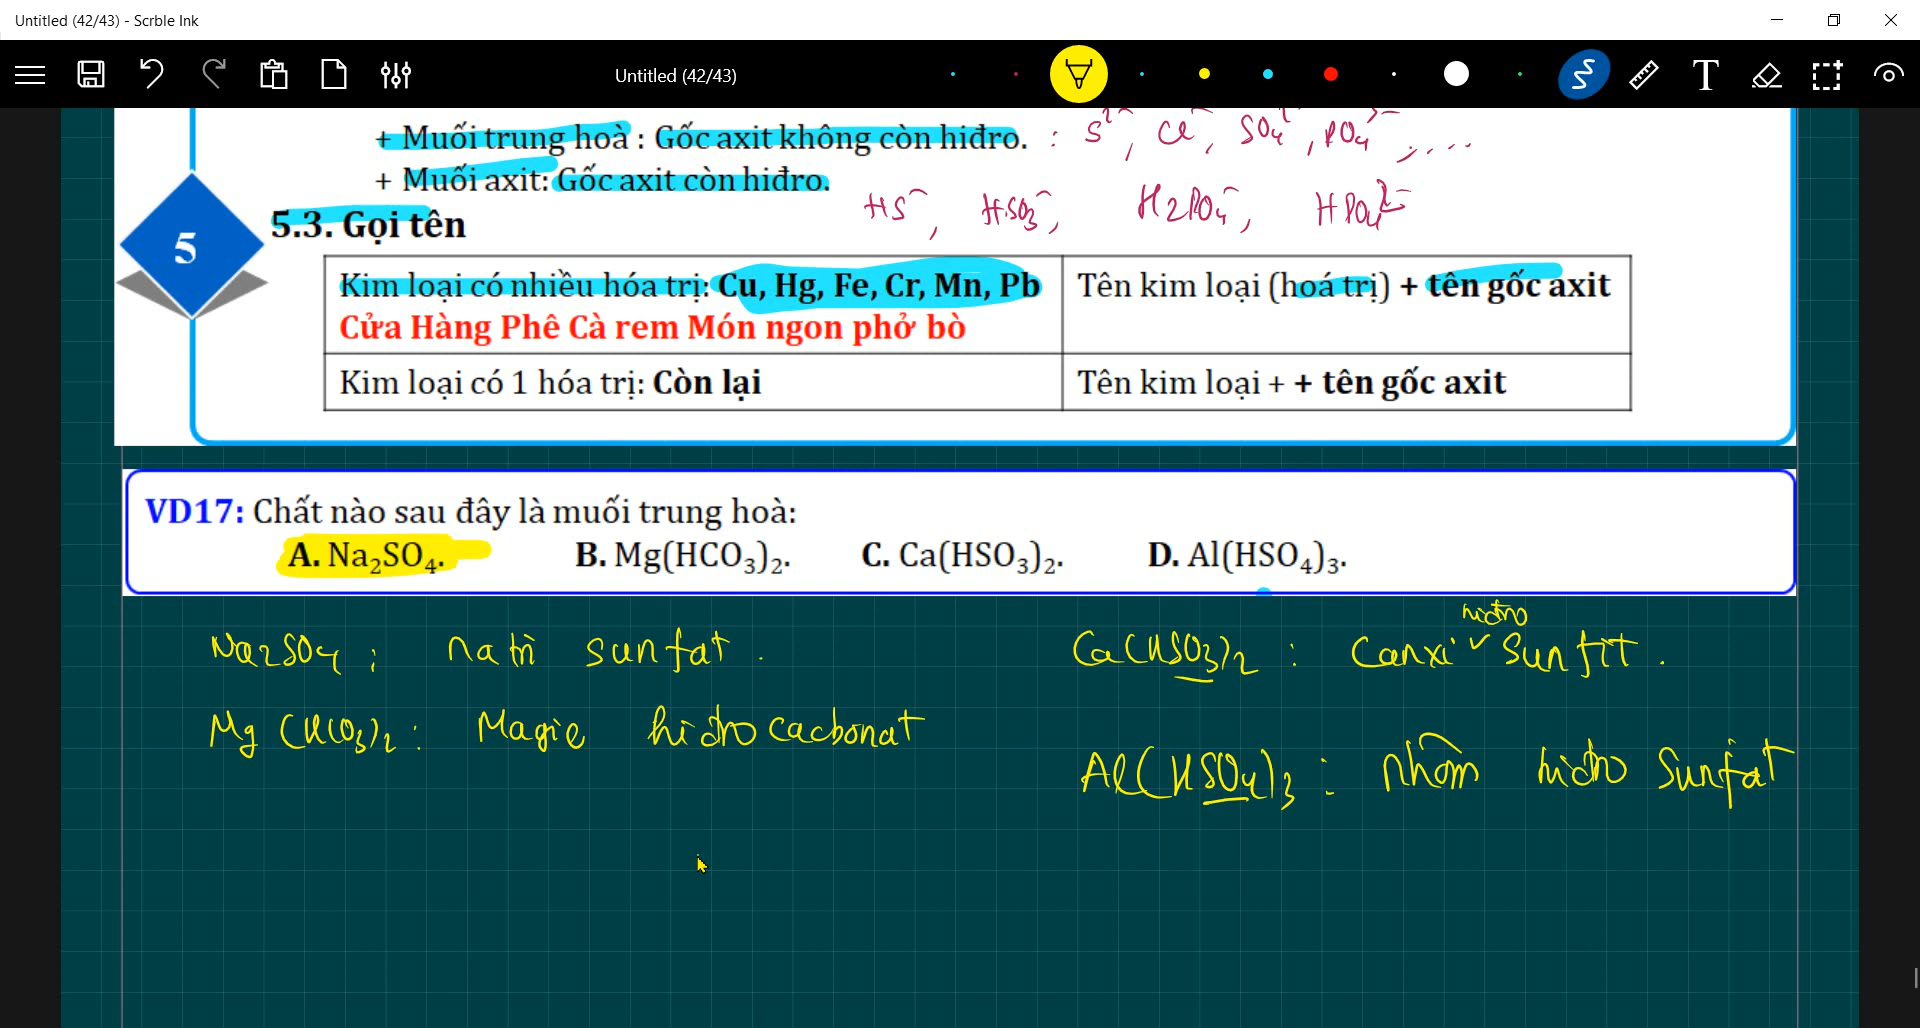 Untitled (42/43) - Scrble Ink
Untitled (42/43)
T
+ Muối trung hoà : Gốc axit không còn hiđro. : S²⁻, Cl⁻, SO₄²⁻, PO₄³⁻, ....
+ Muối axit: Gốc axit còn hiđro.
HS⁻, HSO₃⁻, H₂PO₄⁻, HPO₄²⁻
5
5.3. Gọi tên
Kim loại có nhiều hóa trị: Cu, Hg, Fe, Cr, Mn, Pb
Cửa Hàng Phê Cà rem Món ngon phở bò
Tên kim loại (hoá trị) + tên gốc axit
Kim loại có 1 hóa trị: Còn lại
Tên kim loại + + tên gốc axit
VD17: Chất nào sau đây là muối trung hoà:
A. Na₂SO₄. B. Mg(HCO₃)₂. C. Ca(HSO₃)₂. D. Al(HSO₄)₃.
Na₂SO₄ : natri sunfat.
Mg(HCO₃)₂ : Magie hiđrocacbonat
hiđro
Ca(HSO₃)₂ : Canxi ✓ Sunfit.
Al(HSO₄)₃ : nhôm hiđro Sunfat